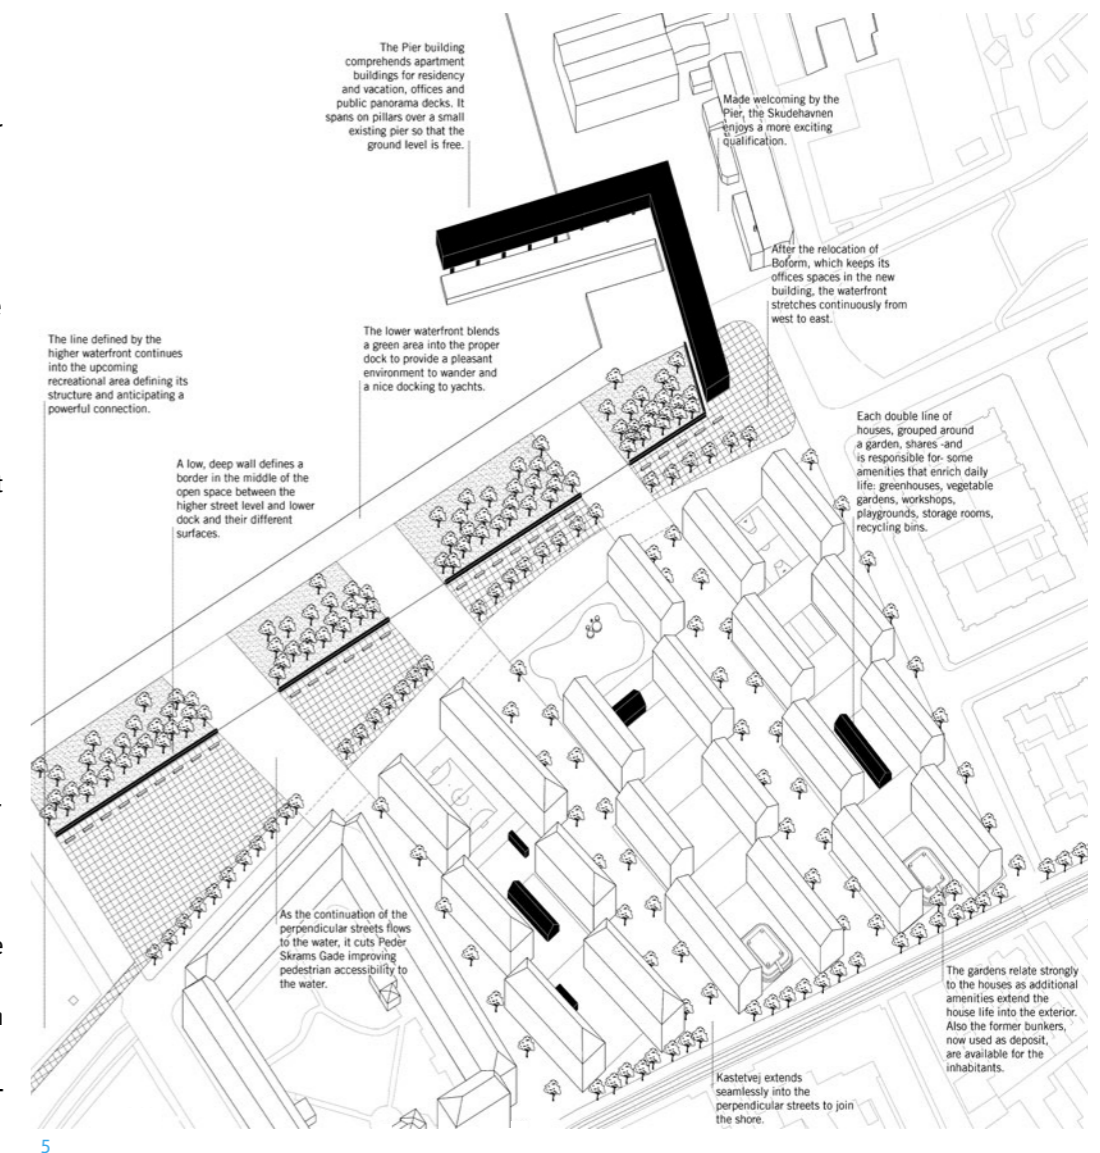 The Pier building
comprehends apartment
buildings for residency
and vacation, offices and
public panorama decks. It
spans on pillars over a small
existing pier so that the
ground level is free.
Made welcoming by the
Pier, the Skudehavnen
enjoys a more exciting
qualification.
After the relocation of
Boform, which keeps its
offices spaces in the new
building, the waterfront
stretches continuously from
west to east.
The line defined by the
higher waterfront continues
into the upcoming
recreational area defining its
structure and anticipating a
powerful connection.
The lower waterfront blends
a green area into the proper
dock to provide a pleasant
environment to wander and
a nice docking to yachts.
A low, deep wall defines a
border in the middle of the
open space between the
higher street level and lower
dock and their different
surfaces.
Each double line of
houses, grouped around
a garden, shares -and
is responsible for- some
amenities that enrich daily
life: greenhouses, vegetable
gardens, workshops,
playgrounds, storage rooms,
recycling bins.
As the continuation of the
perpendicular streets flows
to the water, it cuts Peder
Skrams Gade improving
pedestrian accessibility to
the water.
The gardens relate strongly
to the houses as additional
amenities extend the
house life into the exterior.
Also the former bunkers,
now used as deposit,
are available for the
inhabitants.
Kastetvej extends
seamlessly into the
perpendicular streets to join
the shore.
5